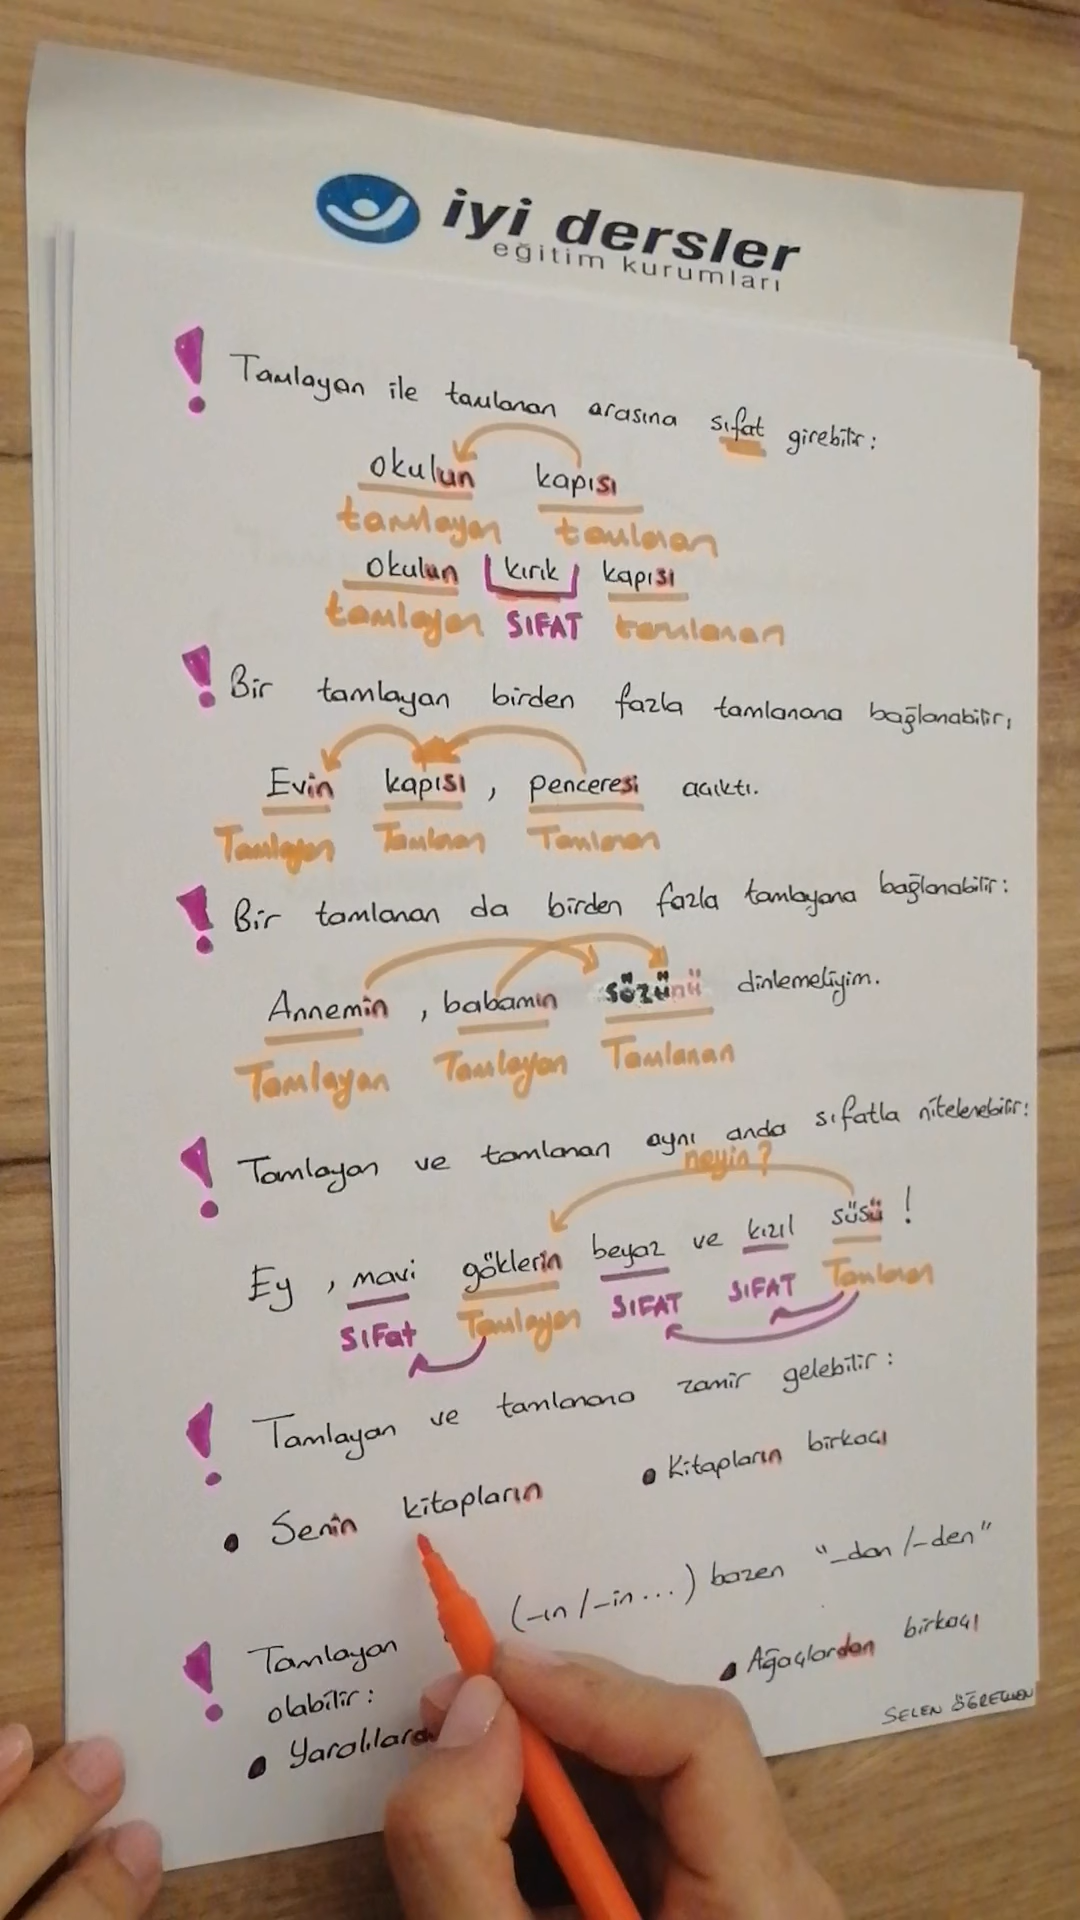 iyi dersler
eğitim kurumları
! Tamlayan ile tamlanan arasına sıfat girebilir:
okulun kapısı
tamlayan tamlanan
okulun kırık kapısı
tamlayan SIFAT tamlanan
! Bir tamlayan birden fazla tamlanana bağlanabilir;
Evin kapısı, penceresi açıktı.
Tamlayan Tamlanan Tamlanan
! Bir tamlanan da birden fazla tamlayana bağlanabilir:
Annemin, babamın sözünü dinlemeliyim.
Tamlayan Tamlayan Tamlanan
! Tamlayan ve tamlanan aynı anda sıfatla nitelenebilir:
neyin?
Ey, mavi göklerin beyaz ve kızıl süsü!
SIFat Tamlayan SIFAT SIFAT Tamlanan
! Tamlayan ve tamlanana zamir gelebilir:
• Senin kitapların • Kitapların birkaçı
! Tamlayan (-ın/-in...) bazen "-dan/-den"
olabilir:
• Ağaçlardan birkaçı
SELEN ÖĞRETMEN